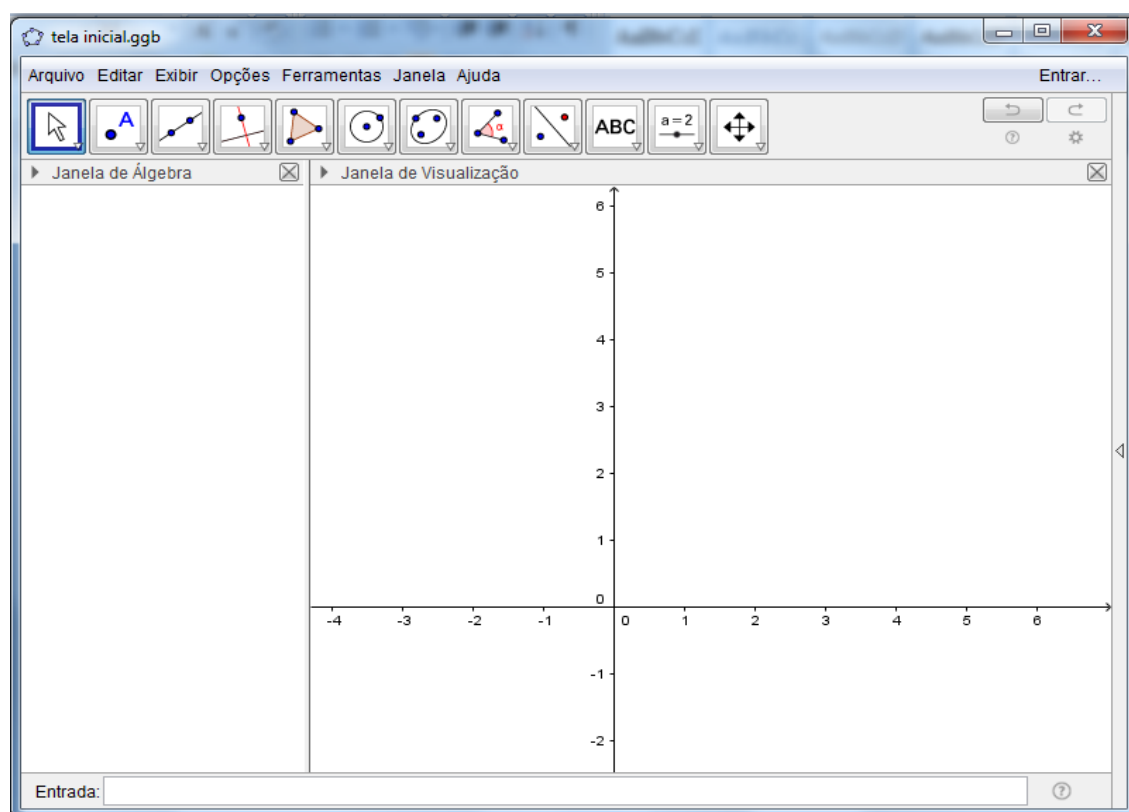 tela inicial.ggb
Arquivo Editar Exibir Opções Ferramentas Janela Ajuda Entrar...
A α ABC a=2
Janela de Álgebra Janela de Visualização
6
5
4
3
2
1
0
-4 -3 -2 -1 0 1 2 3 4 5 6
-1
-2
Entrada: